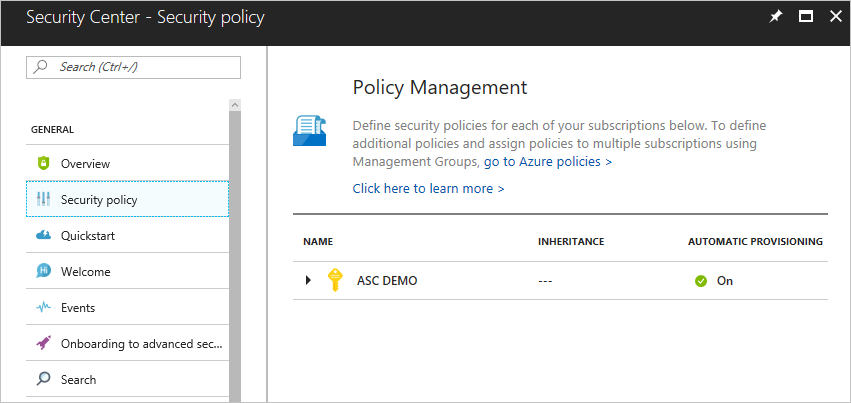 Security Center - Security policy
Search (Ctrl+/)
GENERAL
Overview
Security policy
Quickstart
Welcome
Events
Onboarding to advanced sec...
Search
Policy Management
Define security policies for each of your subscriptions below. To define
additional policies and assign policies to multiple subscriptions using
Management Groups, go to Azure policies >
Click here to learn more >
NAME INHERITANCE AUTOMATIC PROVISIONING
ASC DEMO --- On